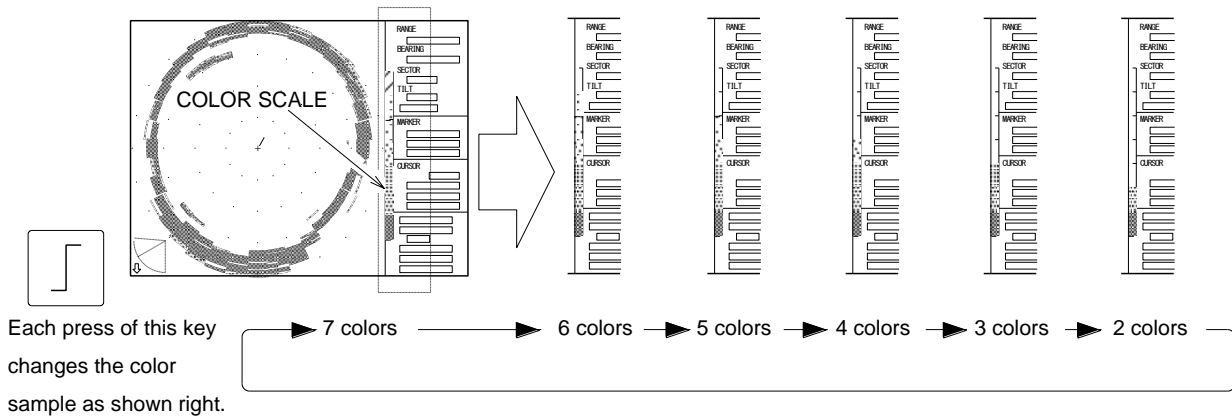 RANGE
BEARING
SECTOR
TILT
MARKER
CURSOR
COLOR SCALE
RANGE
BEARING
SECTOR
TILT
MARKER
CURSOR
RANGE
BEARING
SECTOR
TILT
MARKER
CURSOR
RANGE
BEARING
SECTOR
TILT
MARKER
CURSOR
RANGE
BEARING
SECTOR
TILT
MARKER
CURSOR
RANGE
BEARING
SECTOR
TILT
MARKER
CURSOR
Each press of this key
changes the color
sample as shown right.
7 colors
6 colors
5 colors
4 colors
3 colors
2 colors